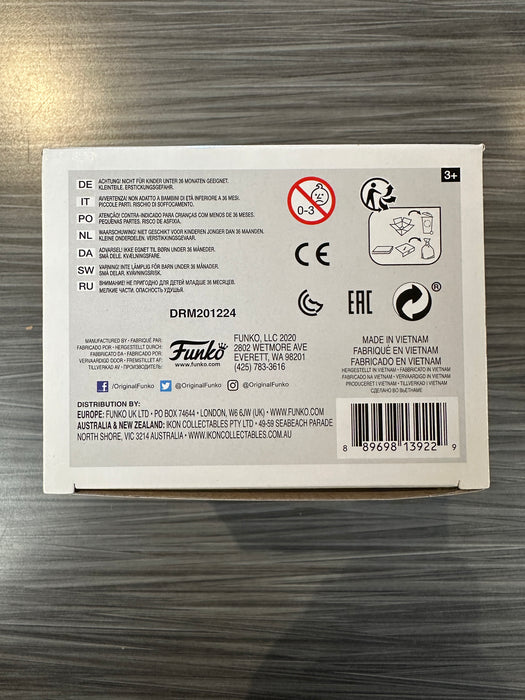 3+
DE ACHTUNG! NICHT FÜR KINDER UNTER 36 MONATEN GEEIGNET.
KLEINTEILE. ERSTICKUNGSGEFAHR.
IT AVVERTENZA! NON ADATTO A BAMBINI DI ETÀ INFERIORE A 36 MESI.
PICCOLE PARTI. RISCHIO DI SOFFOCAMENTO.
PO ATENÇÃO! CONTRA-INDICADO PARA CRIANÇAS COM MENOS DE 36 MESES.
PEQUENAS PARTES. RISCO DE ASFIXIA.
NL WAARSCHUWING! NIET GESCHIKT VOOR KINDEREN JONGER DAN 36 MAANDEN.
KLEINE ONDERDELEN. VERSTIKKINGSGEVAAR.
DA ADVARSEL! IKKE EGNET TIL BØRN UNDER 36 MÅNEDER.
SMÅ DELE. KVÆLNINGSFARE.
SW VARNING! INTE LÄMPLIG FÖR BARN UNDER 36 MÅNADER.
SMÅ DELAR. KVÄVNINGSRISK.
RU ВНИМАНИЕ! НЕ ПРИГОДНО ДЛЯ ДЕТЕЙ МЛАДШЕ 36 МЕСЯЦЕВ.
МЕЛКИЕ ЧАСТИ. ОПАСНОСТЬ УДУШЬЯ.
0-3
CE
EAC
®
DRM201224
MANUFACTURED BY • FABRIQUÉ PAR:
FABRICADO POR • HERGESTELLT DURCH:
FABBRICATO DA • FABRICADO POR:
VERVAARDIGD DOOR • FREMSTILLET AF:
TILLVERKAD AV • ПРОИЗВОДИТЕЛЬ:
Funko
www.funko.com
FUNKO, LLC 2020
2802 WETMORE AVE
EVERETT, WA 98201
(425) 783-3616
MADE IN VIETNAM
FABRIQUÉ EN VIETNAM
FABRICADO EN VIETNAM
HERGESTELLT IN VIETNAM • FABBRICATO IN VIETNAM
FABRICADO NA VIETNAM • VERVAARDIGD IN VIETNAM
PRODUCERET I VIETNAM • TILLVERKAD I VIETNAM
СДЕЛАНО ВО ВЬЕТНАМЕ
/OriginalFunko @OriginalFunko @OriginalFunko
DISTRIBUTION BY:
EUROPE: FUNKO UK LTD • PO BOX 74644 • LONDON, W6 6JW (UK) • WWW.FUNKO.COM
AUSTRALIA & NEW ZEALAND: IKON COLLECTABLES PTY LTD • 49-59 SEABEACH PARADE
NORTH SHORE, VIC 3214 AUSTRALIA • WWW.IKONCOLLECTABLES.COM.AU
8 89698 13922 9